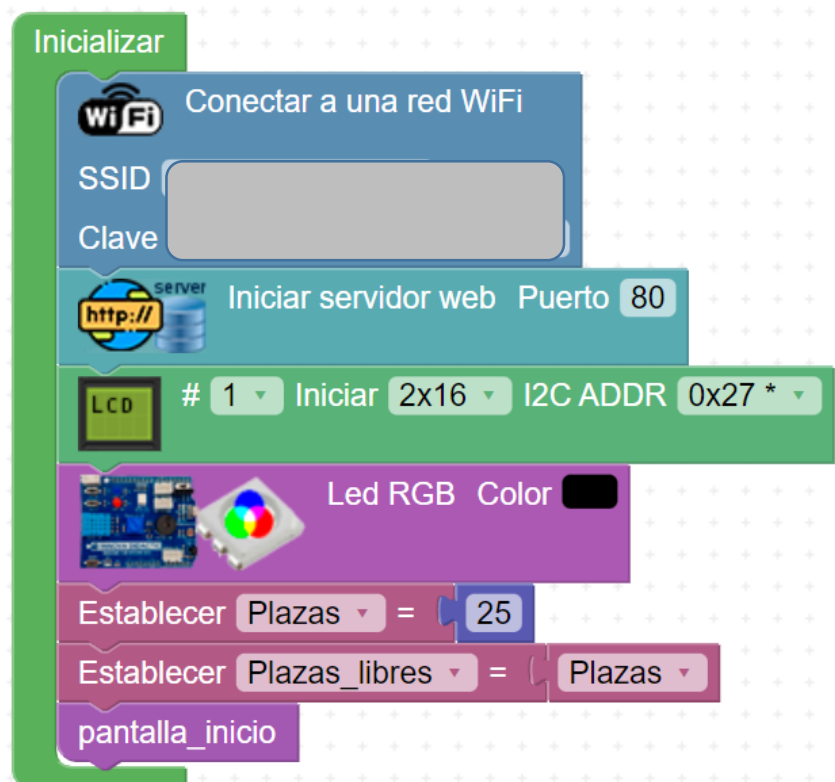 Inicializar
WiFi Conectar a una red WiFi
SSID
Clave
server
http:// Iniciar servidor web Puerto 80
LCD # 1 Iniciar 2x16 I2C ADDR 0x27 *
Led RGB Color
Establecer Plazas = 25
Establecer Plazas_libres = Plazas
pantalla_inicio